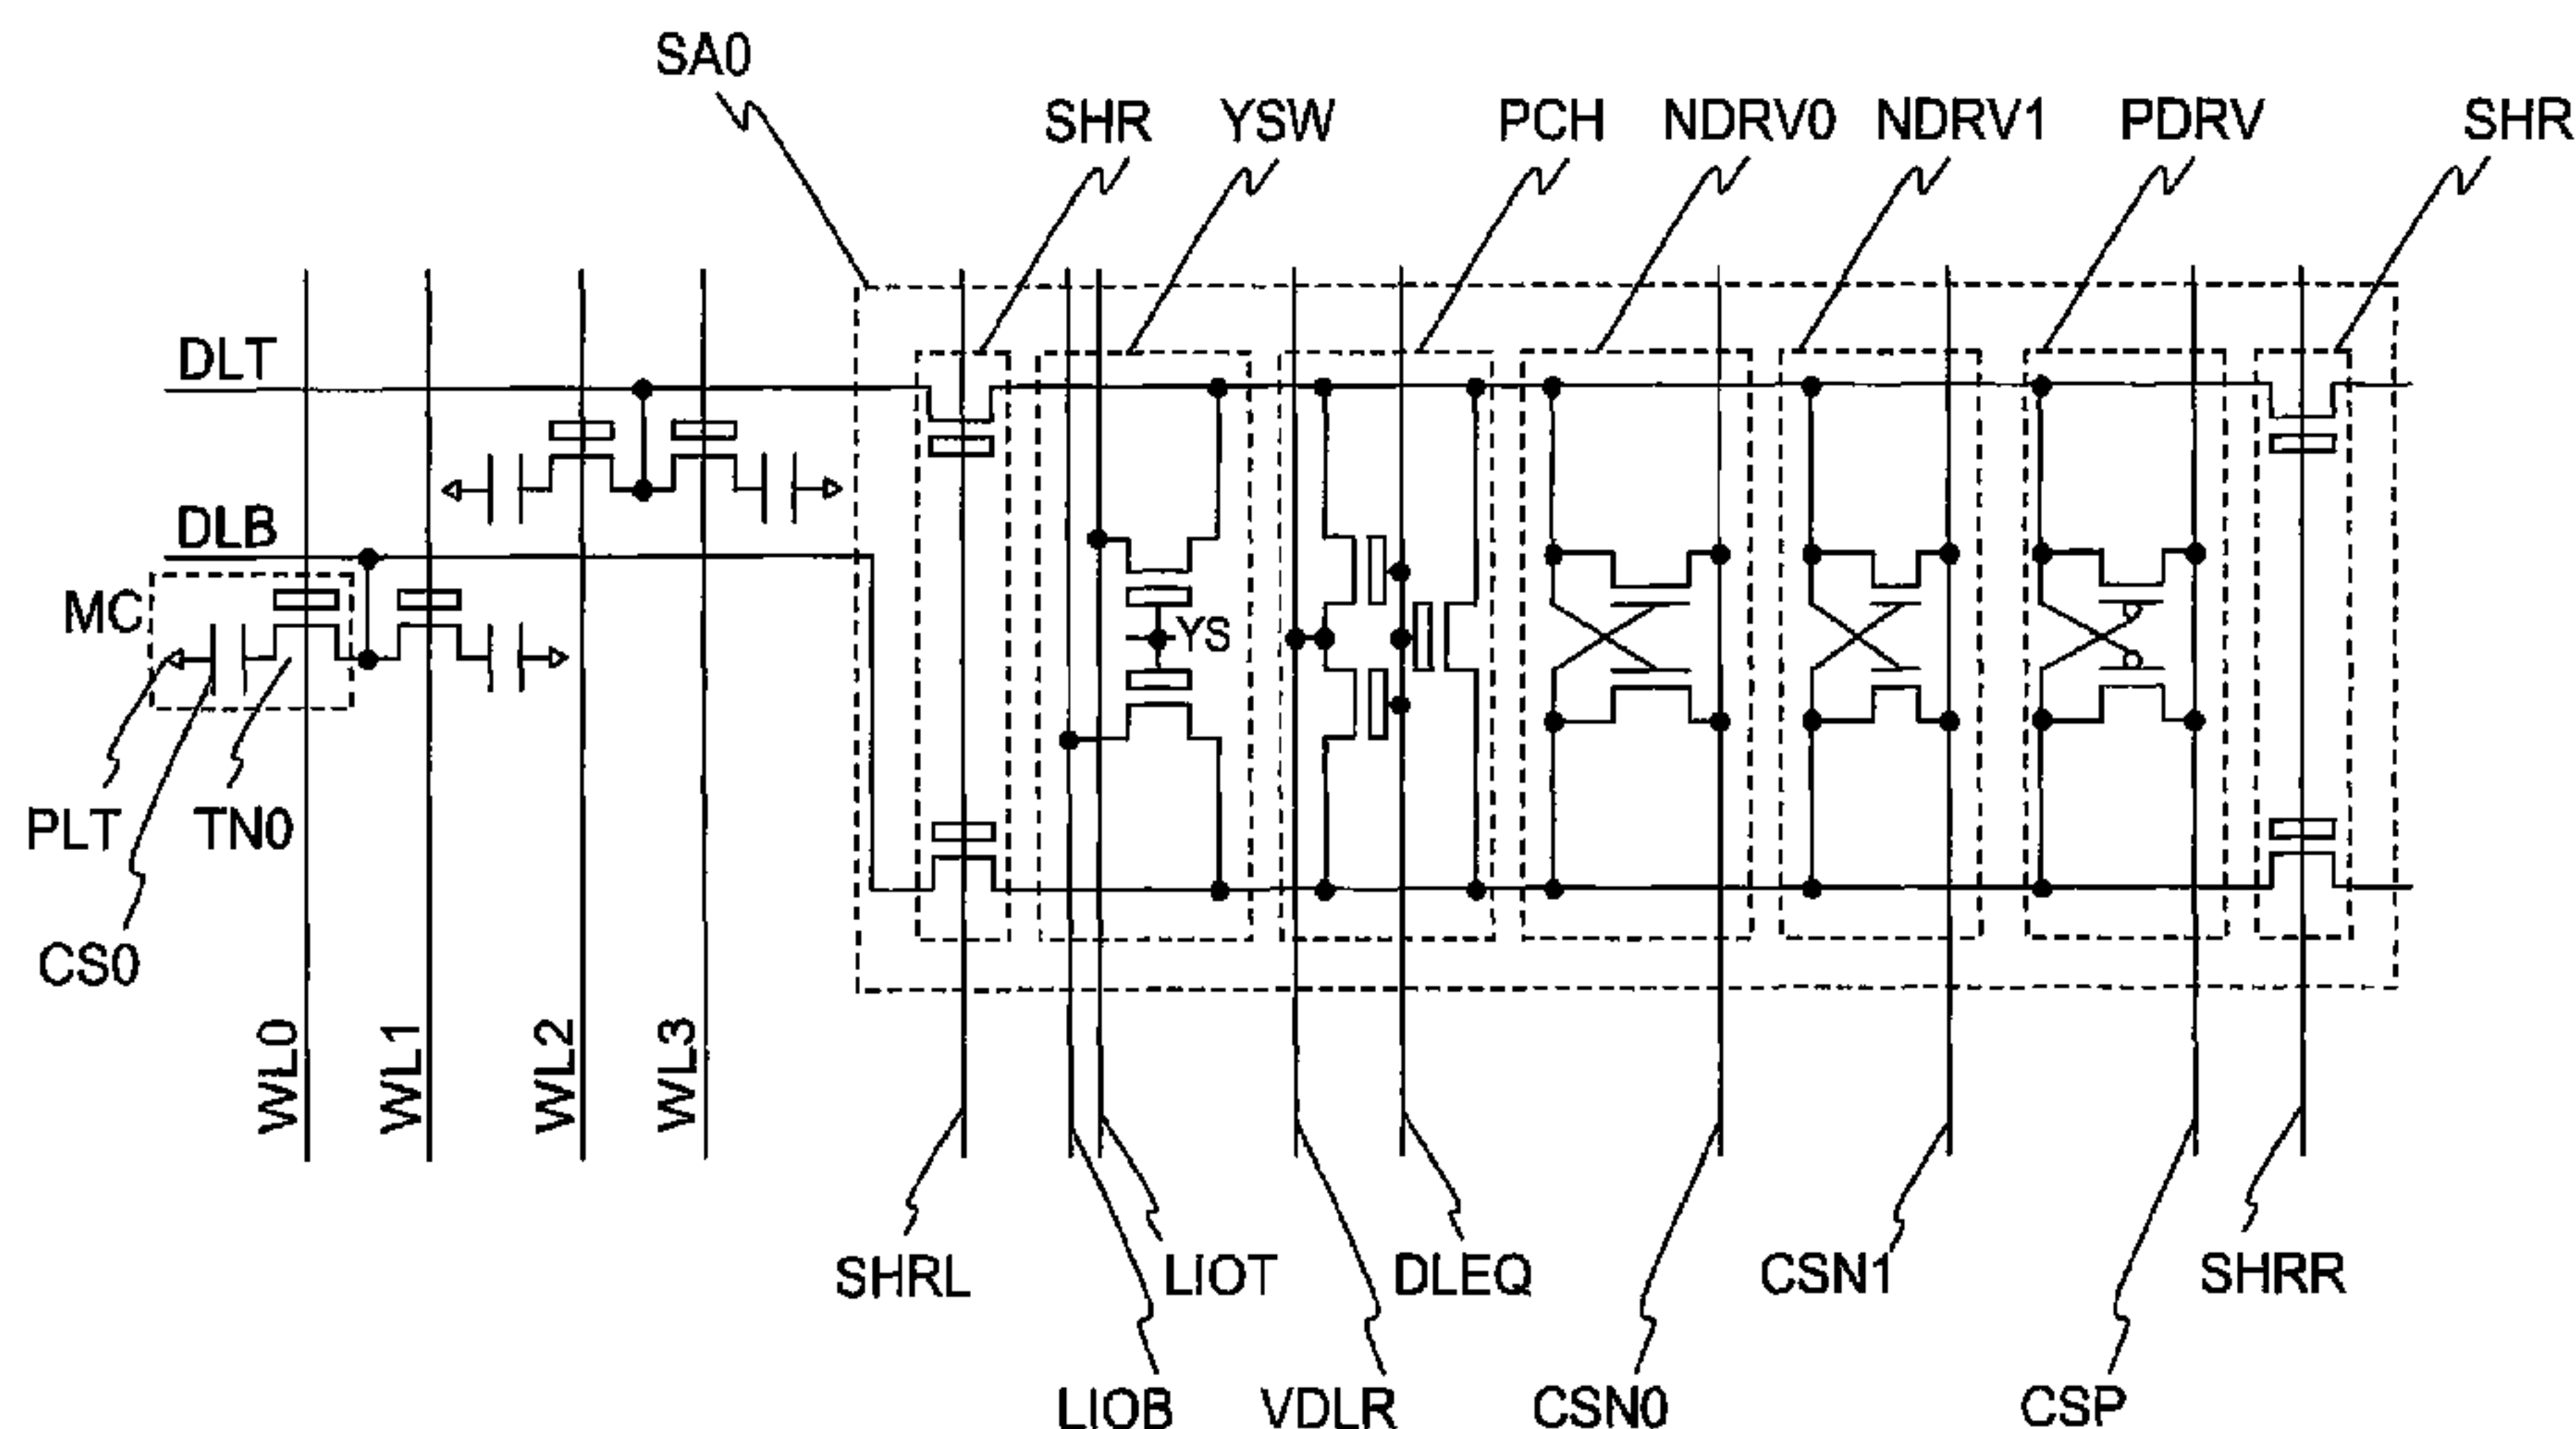 SA0
SHR YSW PCH NDRV0 NDRV1 PDRV SHR
DLT
DLB
MC
YS
PLT TN0
CS0
WL0 WL1 WL2 WL3
SHRL LIOT DLEQ CSN1 SHRR
LIOB VDLR CSN0 CSP